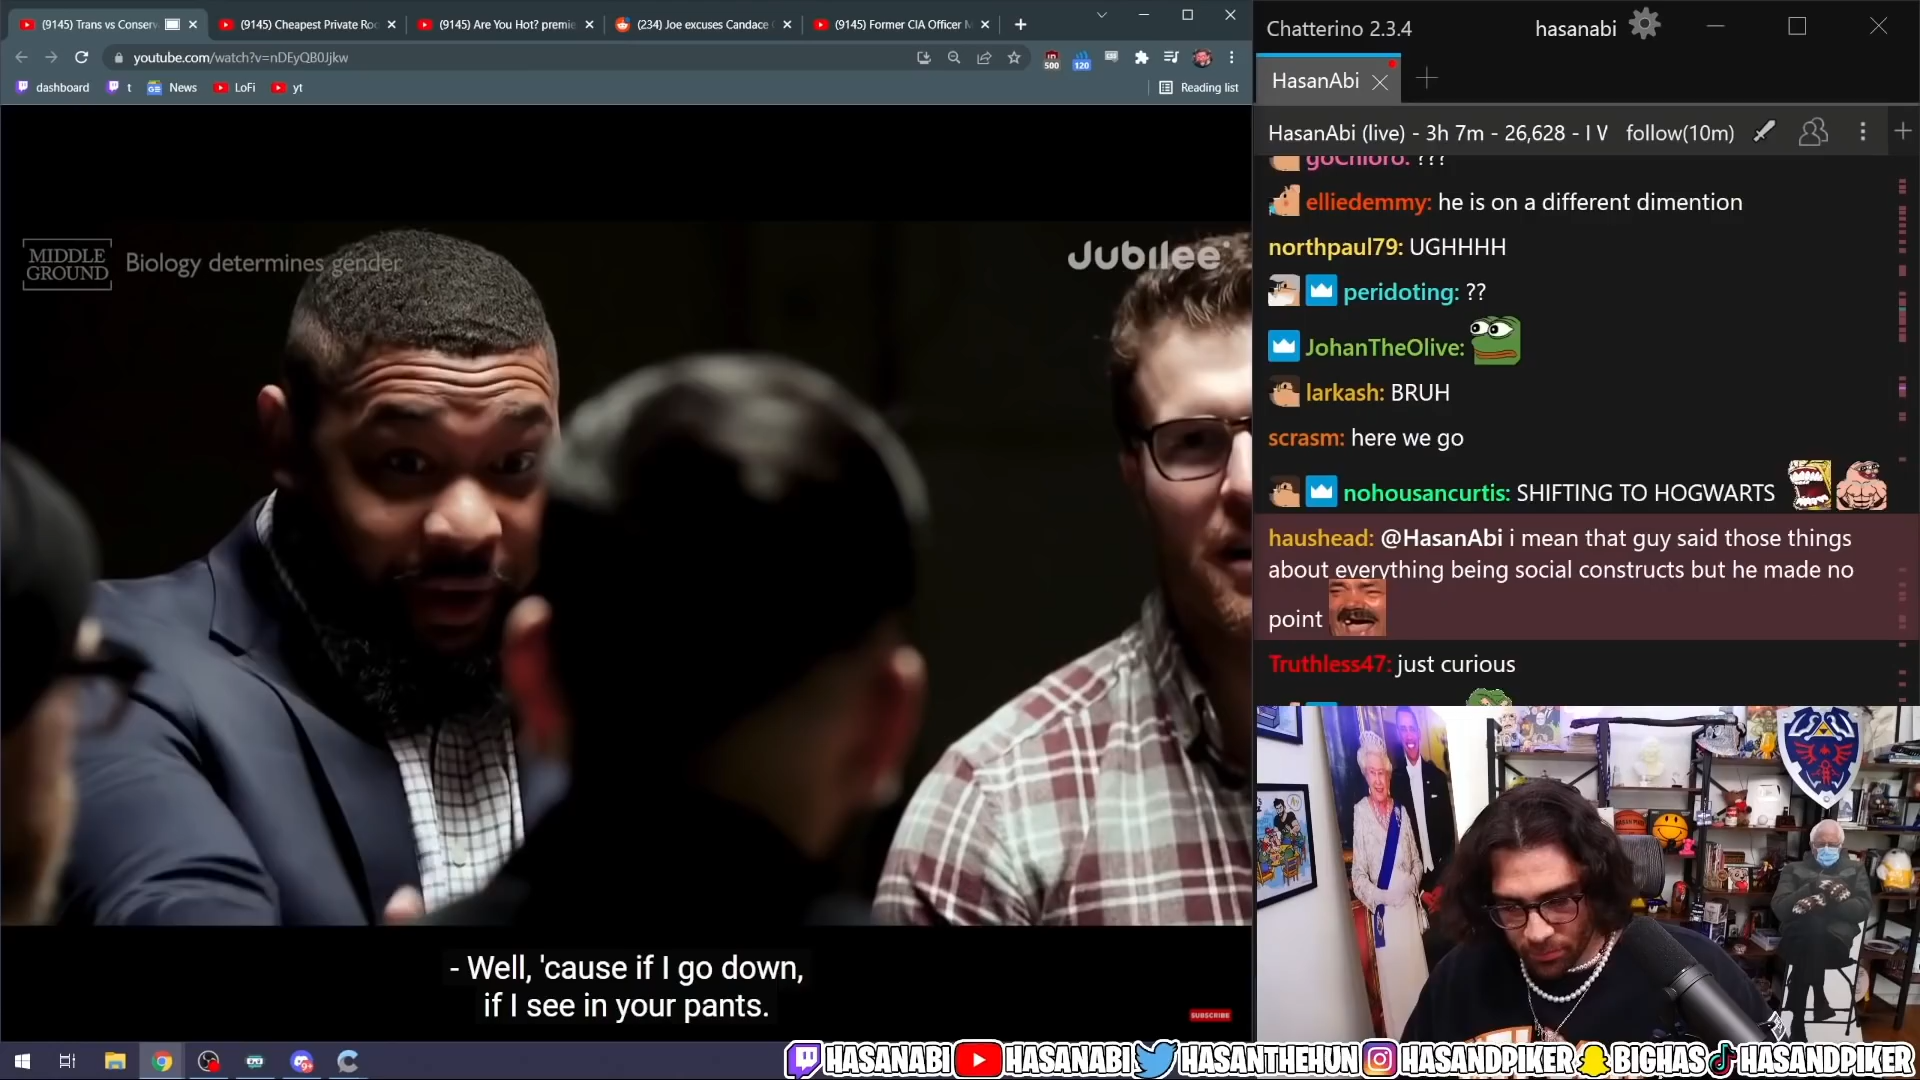 (9145) Trans vs Conserv
(9145) Cheapest Private Roo
(9145) Are You Hot? premie
(234) Joe excuses Candace
(9145) Former CIA Officer
youtube.com/watch?v=nDEyQB0Jjkw
500
120
dashboard
t
News
LoFi
yt
Reading list
MIDDLE
GROUND
Biology determines gender
Jubilee
- Well, 'cause if I go down,
if I see in your pants.
SUBSCRIBE
Chatterino 2.3.4
hasanabi
HasanAbi
HasanAbi (live) - 3h 7m - 26,628 - I V
follow(10m)
goChloro: ???
elliedemmy: he is on a different dimention
northpaul79: UGHHHH
peridoting: ??
JohanTheOlive:
larkash: BRUH
scrasm: here we go
nohousancurtis: SHIFTING TO HOGWARTS
haushead: @HasanAbi i mean that guy said those things
about everything being social constructs but he made no
point
Truthless47: just curious
HASANABI
HASANABI
HASANTHEHUN
HASANDPIKER
BIGHAS
HASANDPIKER